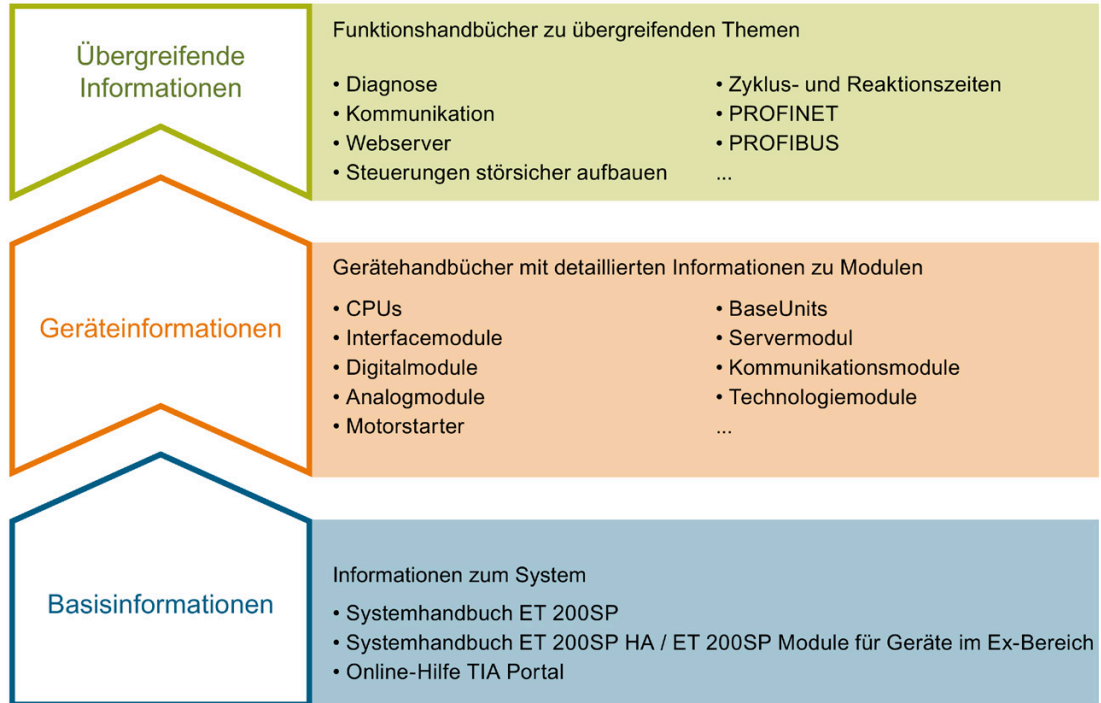 Übergreifende
Informationen
Funktionshandbücher zu übergreifenden Themen
• Diagnose
• Kommunikation
• Webserver
• Steuerungen störsicher aufbauen
• Zyklus- und Reaktionszeiten
• PROFINET
• PROFIBUS
...
Geräteinformationen
Gerätehandbücher mit detaillierten Informationen zu Modulen
• CPUs
• Interfacemodule
• Digitalmodule
• Analogmodule
• Motorstarter
• BaseUnits
• Servermodul
• Kommunikationsmodule
• Technologiemodule
...
Basisinformationen
Informationen zum System
• Systemhandbuch ET 200SP
• Systemhandbuch ET 200SP HA / ET 200SP Module für Geräte im Ex-Bereich
• Online-Hilfe TIA Portal